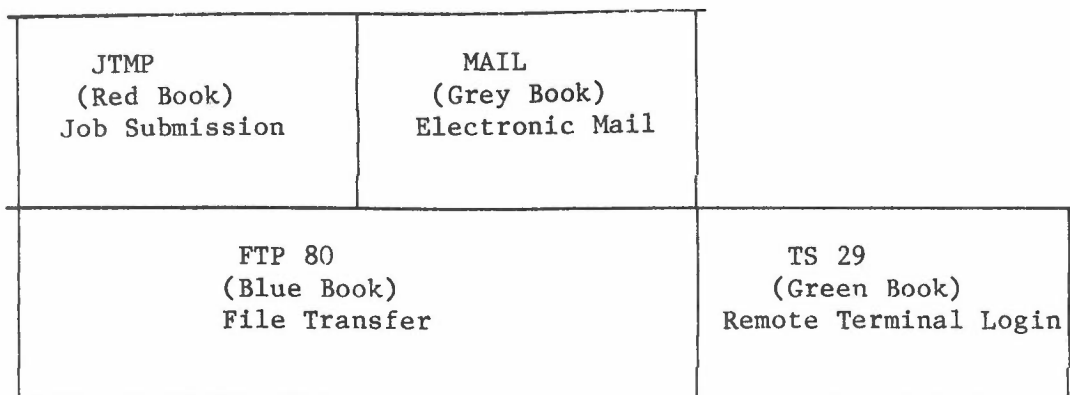 JTMP
(Red Book)
Job Submission
MAIL
(Grey Book)
Electronic Mail
FTP 80
(Blue Book)
File Transfer
TS 29
(Green Book)
Remote Terminal Login